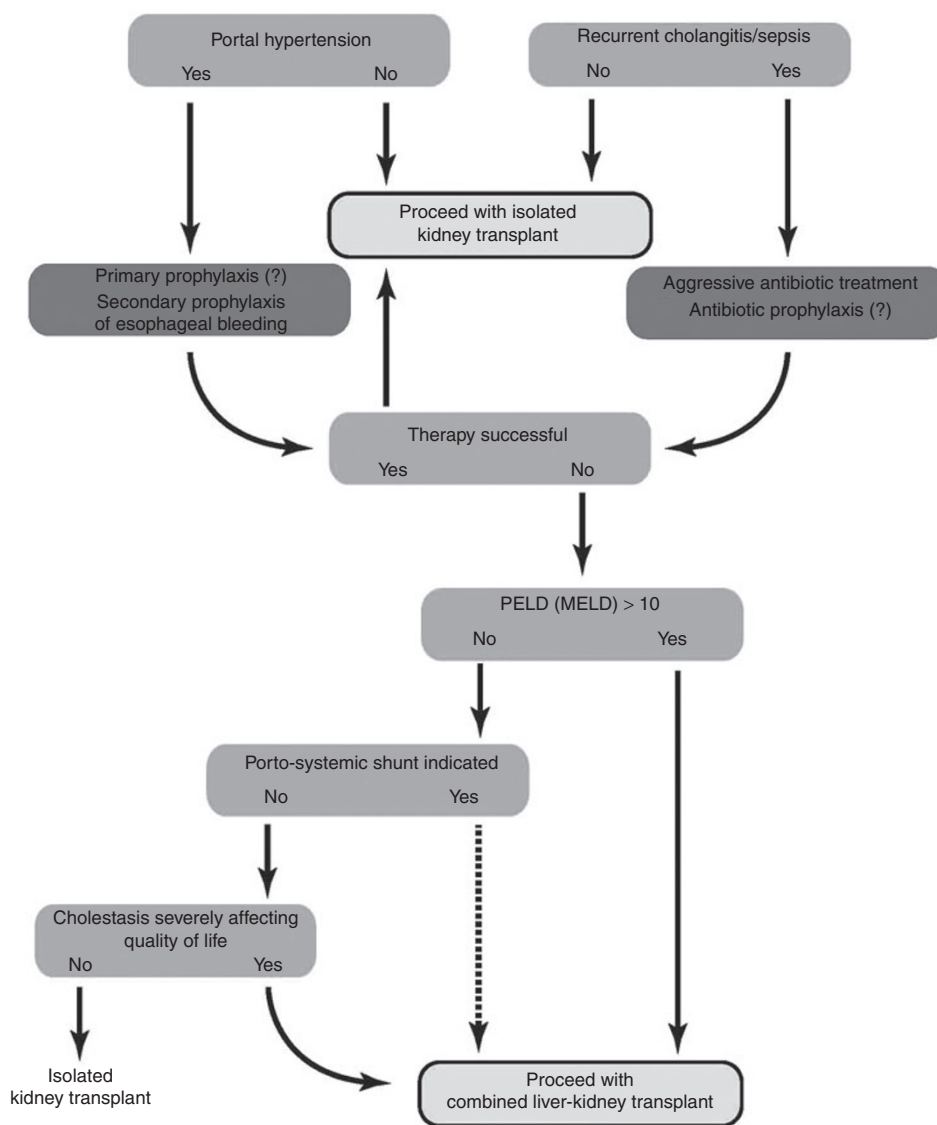 Portal hypertension
Yes No
Recurrent cholangitis/sepsis
No Yes
Proceed with isolated
kidney transplant
Primary prophylaxis (?)
Secondary prophylaxis
of esophageal bleeding
Aggressive antibiotic treatment
Antibiotic prophylaxis (?)
Therapy successful
Yes No
PELD (MELD) > 10
No Yes
Porto-systemic shunt indicated
No Yes
Cholestasis severely affecting
quality of life
No Yes
Isolated
kidney transplant
Proceed with
combined liver-kidney transplant